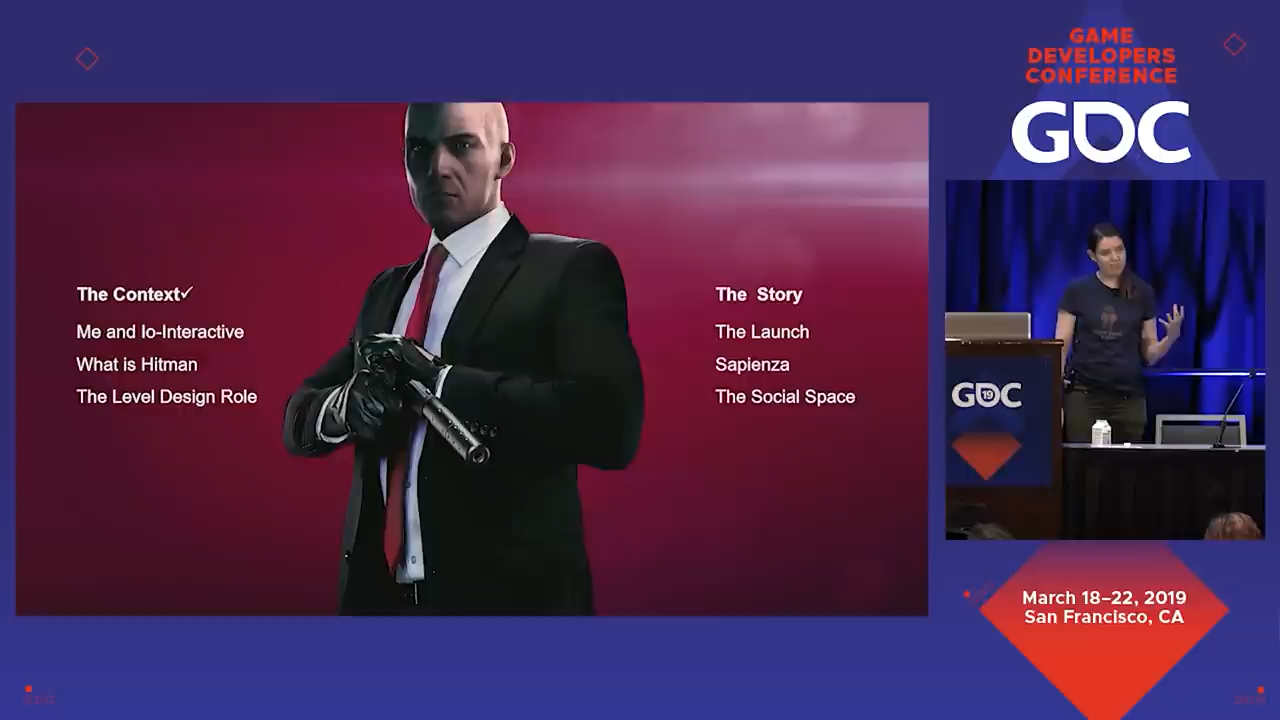 GAME
DEVELOPERS
CONFERENCE
GDC
The Context✓
Me and Io-Interactive
What is Hitman
The Level Design Role
The Story
The Launch
Sapienza
The Social Space
GDC 19
March 18–22, 2019
San Francisco, CA